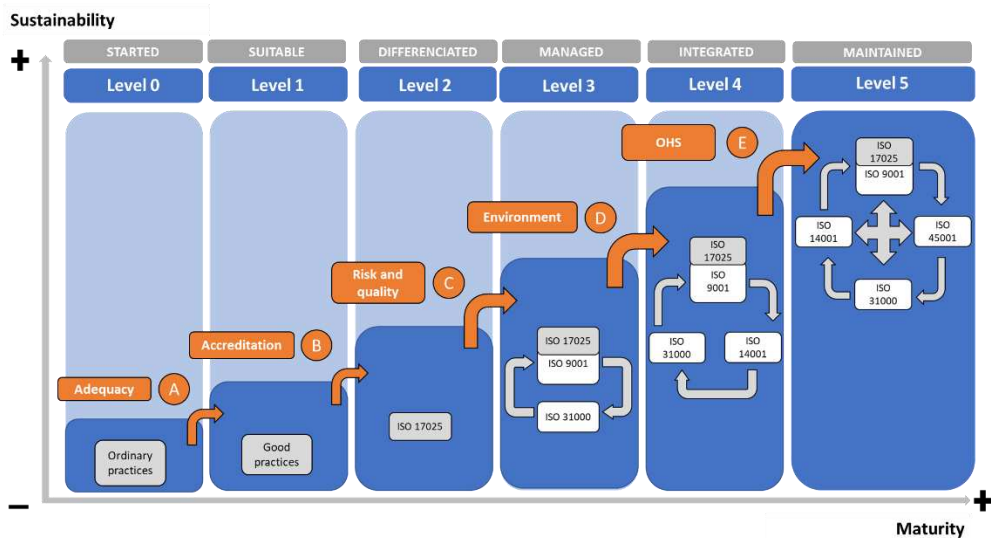 Sustainability
+
STARTED
SUITABLE
DIFFERENCIATED
MANAGED
INTEGRATED
MAINTAINED
Level 0
Level 1
Level 2
Level 3
Level 4
Level 5
Adequacy
A
Accreditation
B
Risk and
quality
C
Environment
D
OHS
E
Ordinary
practices
Good
practices
ISO 17025
ISO 17025
ISO 9001
ISO 31000
ISO
17025
ISO
9001
ISO
31000
ISO
14001
ISO
17025
ISO 9001
ISO
14001
ISO
45001
ISO
31000
–
+
Maturity